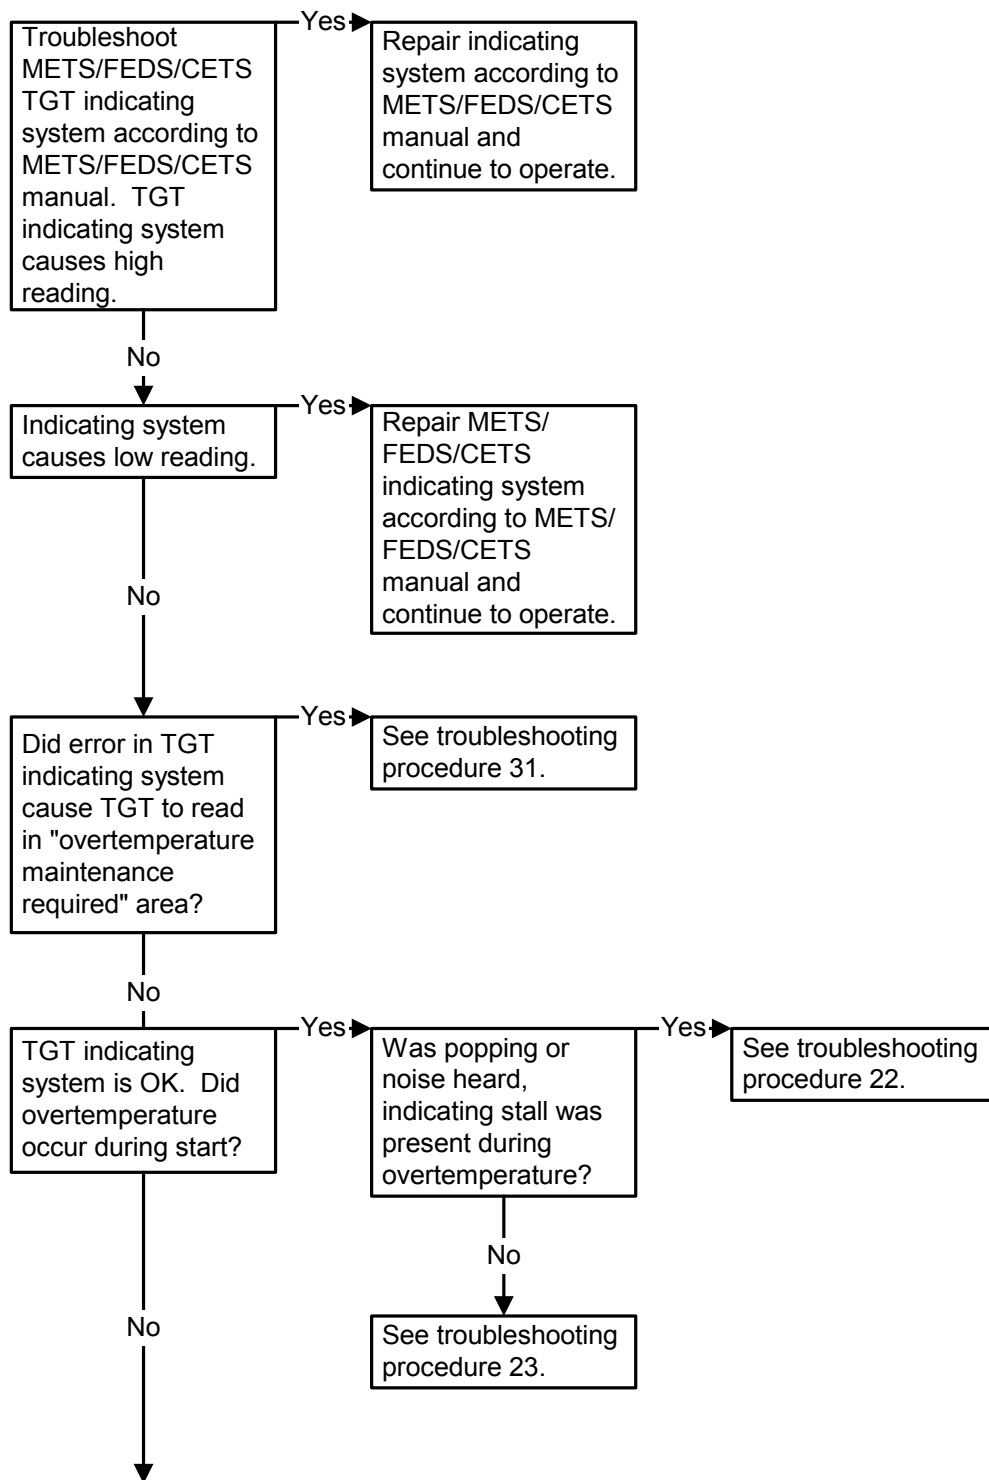 Troubleshoot
METS/FEDS/CETS
TGT indicating
system according to
METS/FEDS/CETS
manual. TGT
indicating system
causes high
reading.
Yes
Repair indicating
system according to
METS/FEDS/CETS
manual and
continue to operate.
No
Indicating system
causes low reading.
Yes
Repair METS/
FEDS/CETS
indicating system
according to METS/
FEDS/CETS
manual and
continue to operate.
No
Did error in TGT
indicating system
cause TGT to read
in "overtemperature
maintenance
required" area?
Yes
See troubleshooting
procedure 31.
No
TGT indicating
system is OK. Did
overtemperature
occur during start?
Yes
Was popping or
noise heard,
indicating stall was
present during
overtemperature?
Yes
See troubleshooting
procedure 22.
No
See troubleshooting
procedure 23.
No